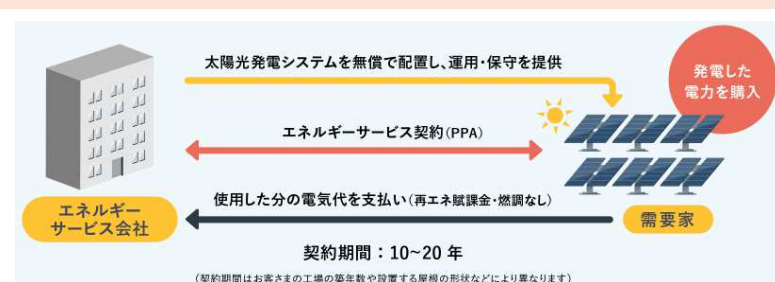 太陽光発電システムを無償で配置し、運用・保守を提供
発電した
電力を購入
エネルギーサービス契約(PPA)
使用した分の電気代を支払い(再エネ賦課金・燃調なし)
エネルギー
サービス会社
需要家
契約期間：10~20 年
(契約期間はお客さまの工場の築年数や設置する屋根の形状などにより異なります)